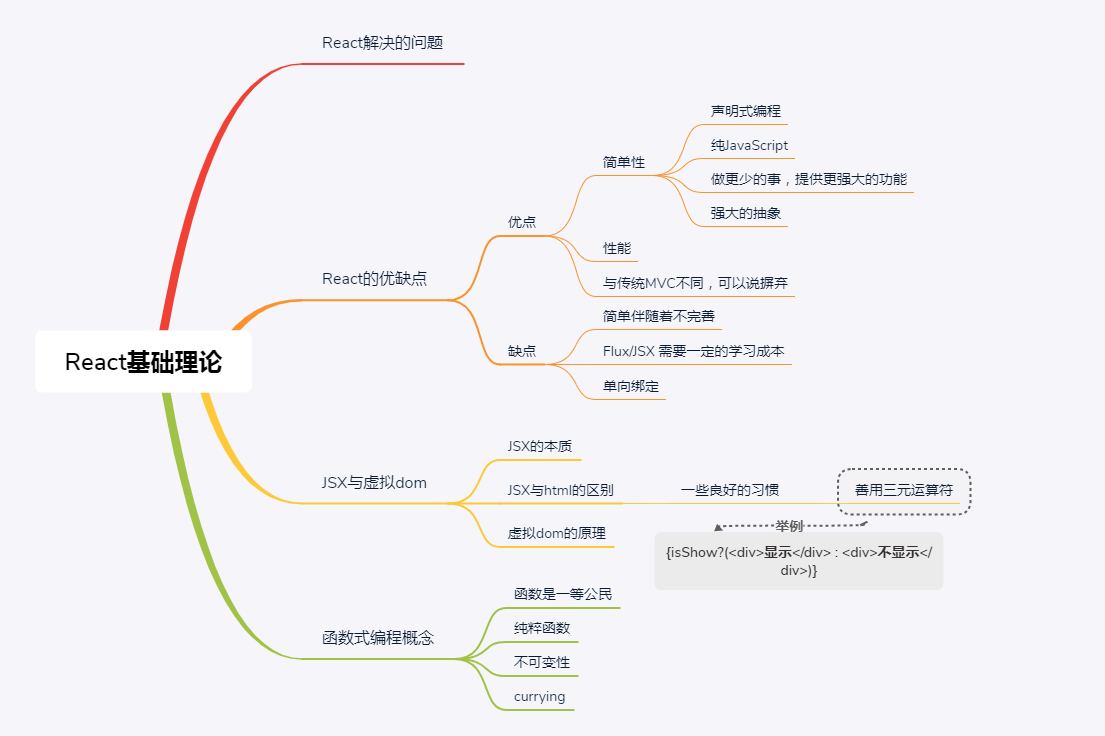 React基础理论
React解决的问题
React的优缺点
优点
简单性
声明式编程
纯JavaScript
做更少的事，提供更强大的功能
强大的抽象
性能
与传统MVC不同，可以说摒弃
缺点
简单伴随着不完善
Flux/JSX 需要一定的学习成本
单向绑定
JSX与虚拟dom
JSX的本质
JSX与html的区别
一些良好的习惯
善用三元运算符
举例
{isShow?(<div>显示</div> : <div>不显示</
div>)}
虚拟dom的原理
函数式编程概念
函数是一等公民
纯粹函数
不可变性
currying